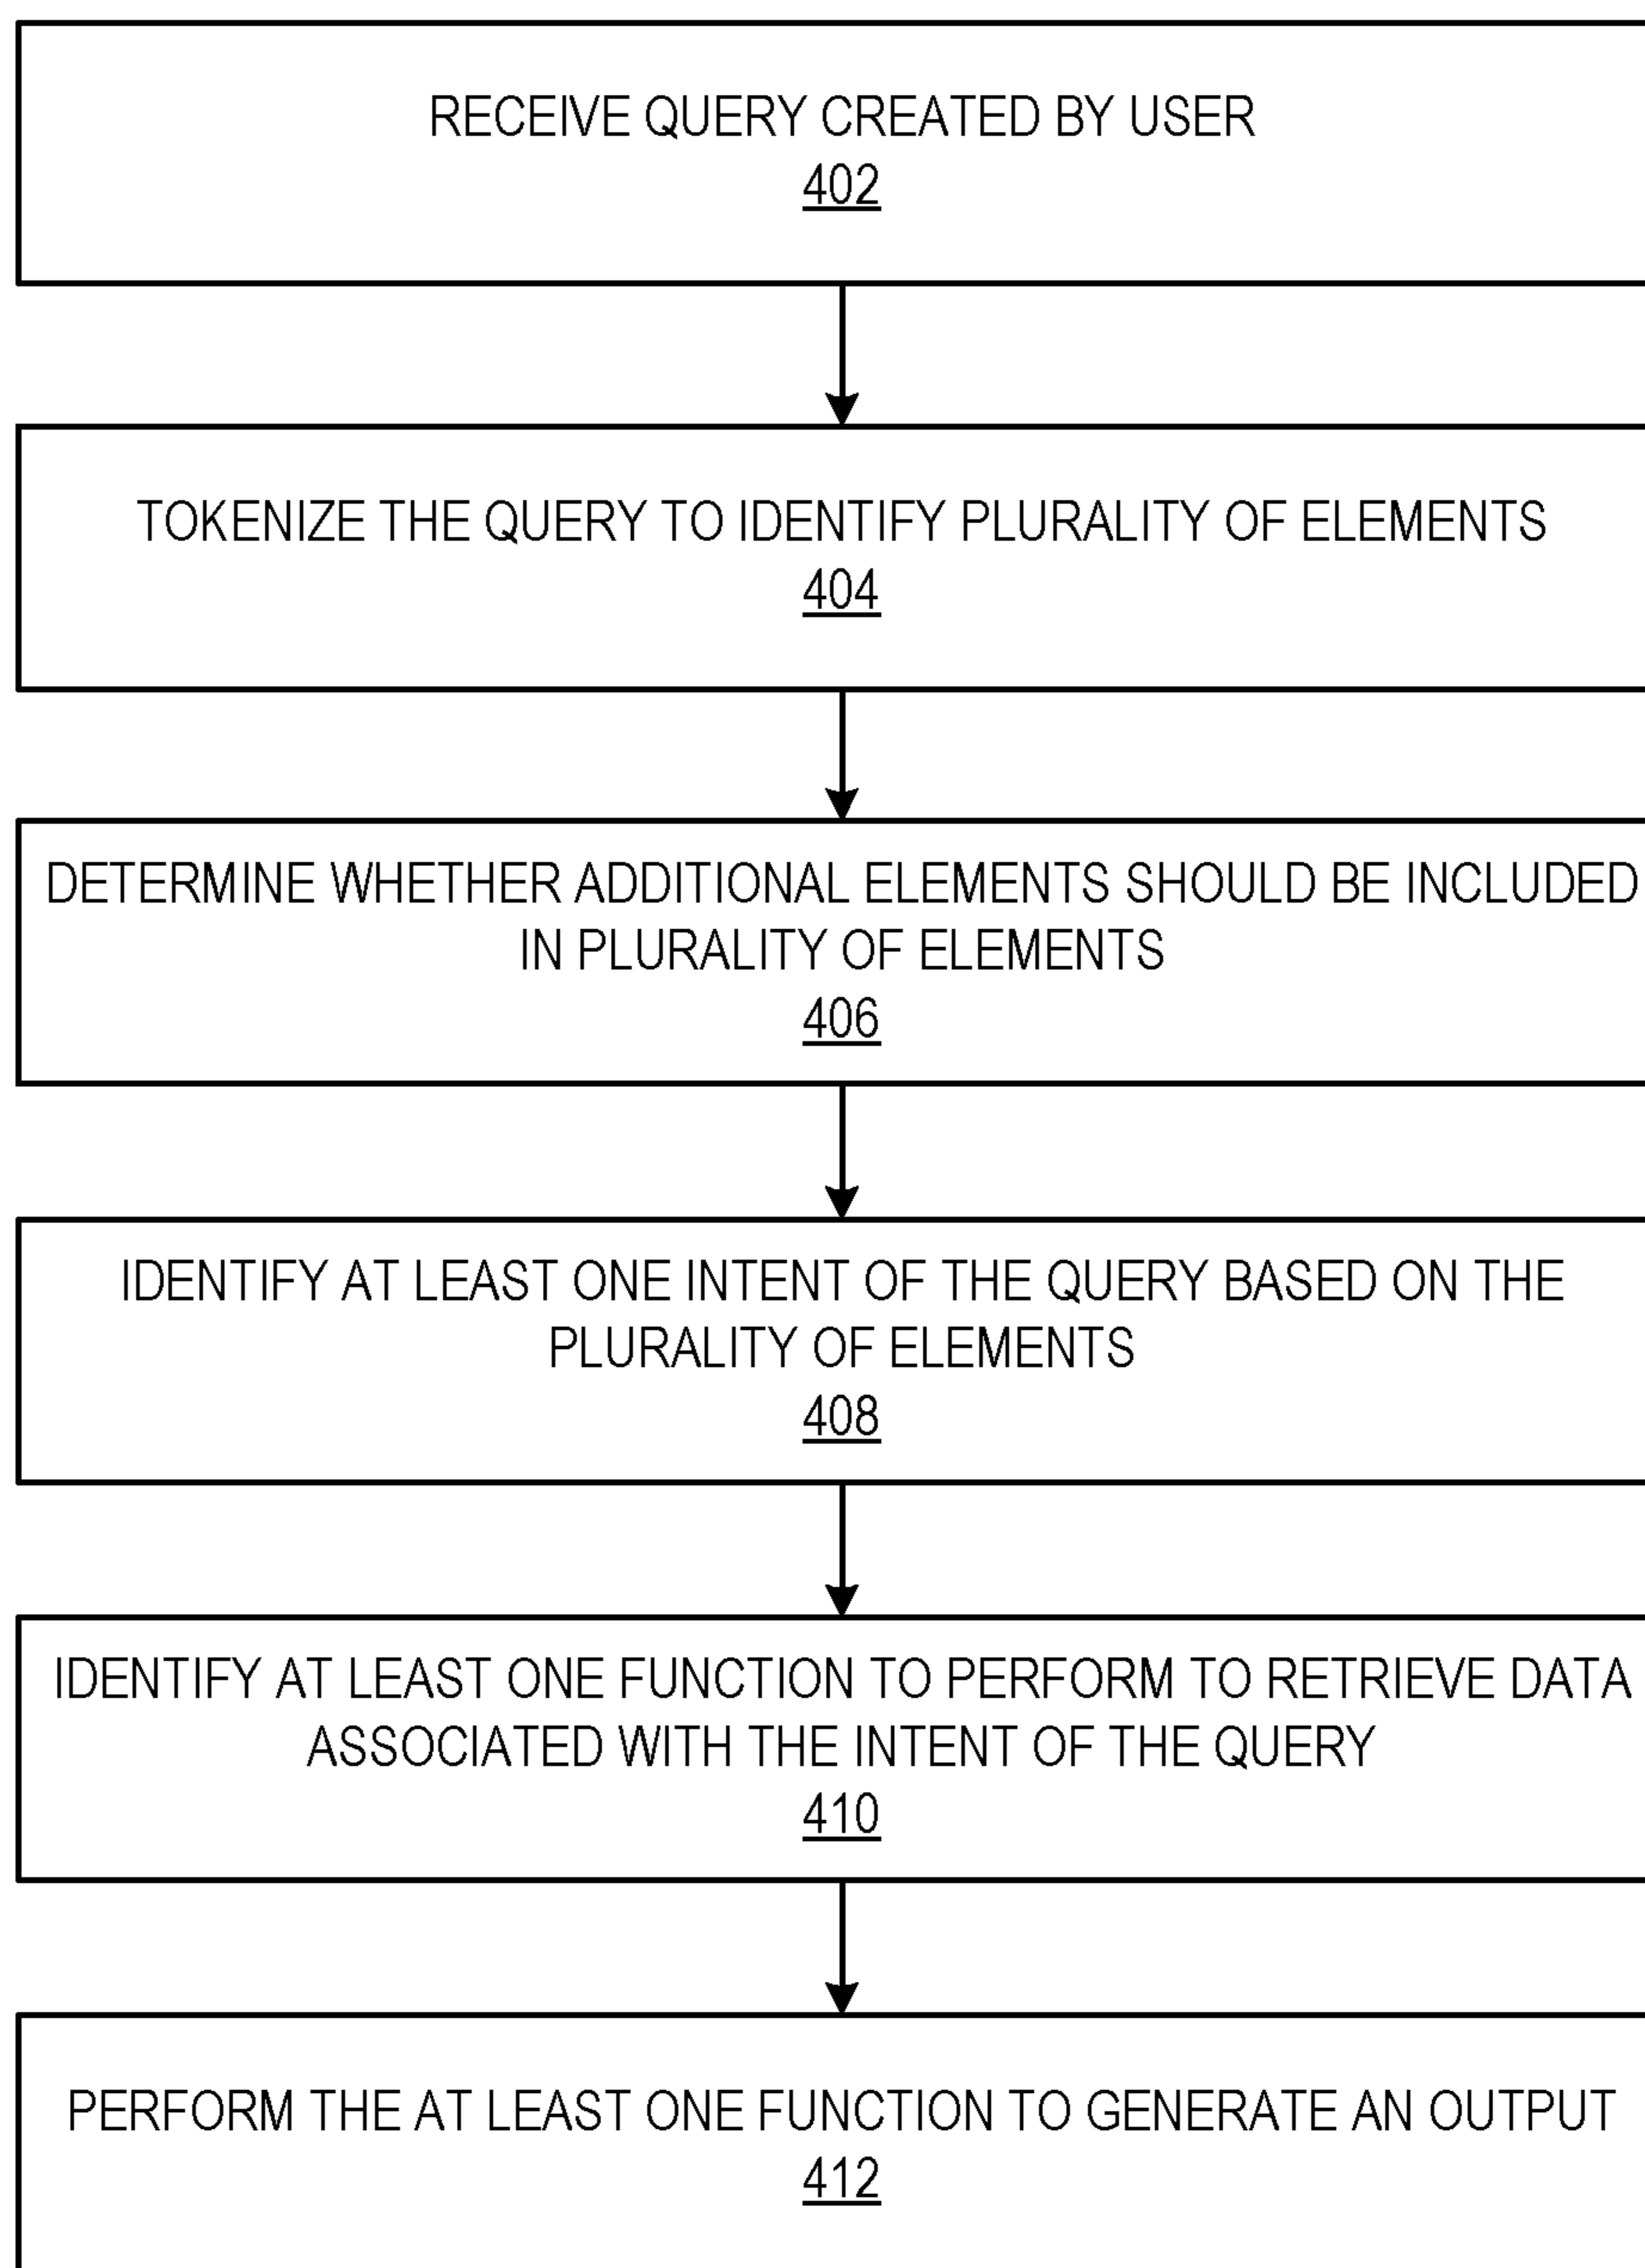 RECEIVE QUERY CREATED BY USER
402
TOKENIZE THE QUERY TO IDENTIFY PLURALITY OF ELEMENTS
404
DETERMINE WHETHER ADDITIONAL ELEMENTS SHOULD BE INCLUDED
IN PLURALITY OF ELEMENTS
406
IDENTIFY AT LEAST ONE INTENT OF THE QUERY BASED ON THE
PLURALITY OF ELEMENTS
408
IDENTIFY AT LEAST ONE FUNCTION TO PERFORM TO RETRIEVE DATA
ASSOCIATED WITH THE INTENT OF THE QUERY
410
PERFORM THE AT LEAST ONE FUNCTION TO GENERATE AN OUTPUT
412